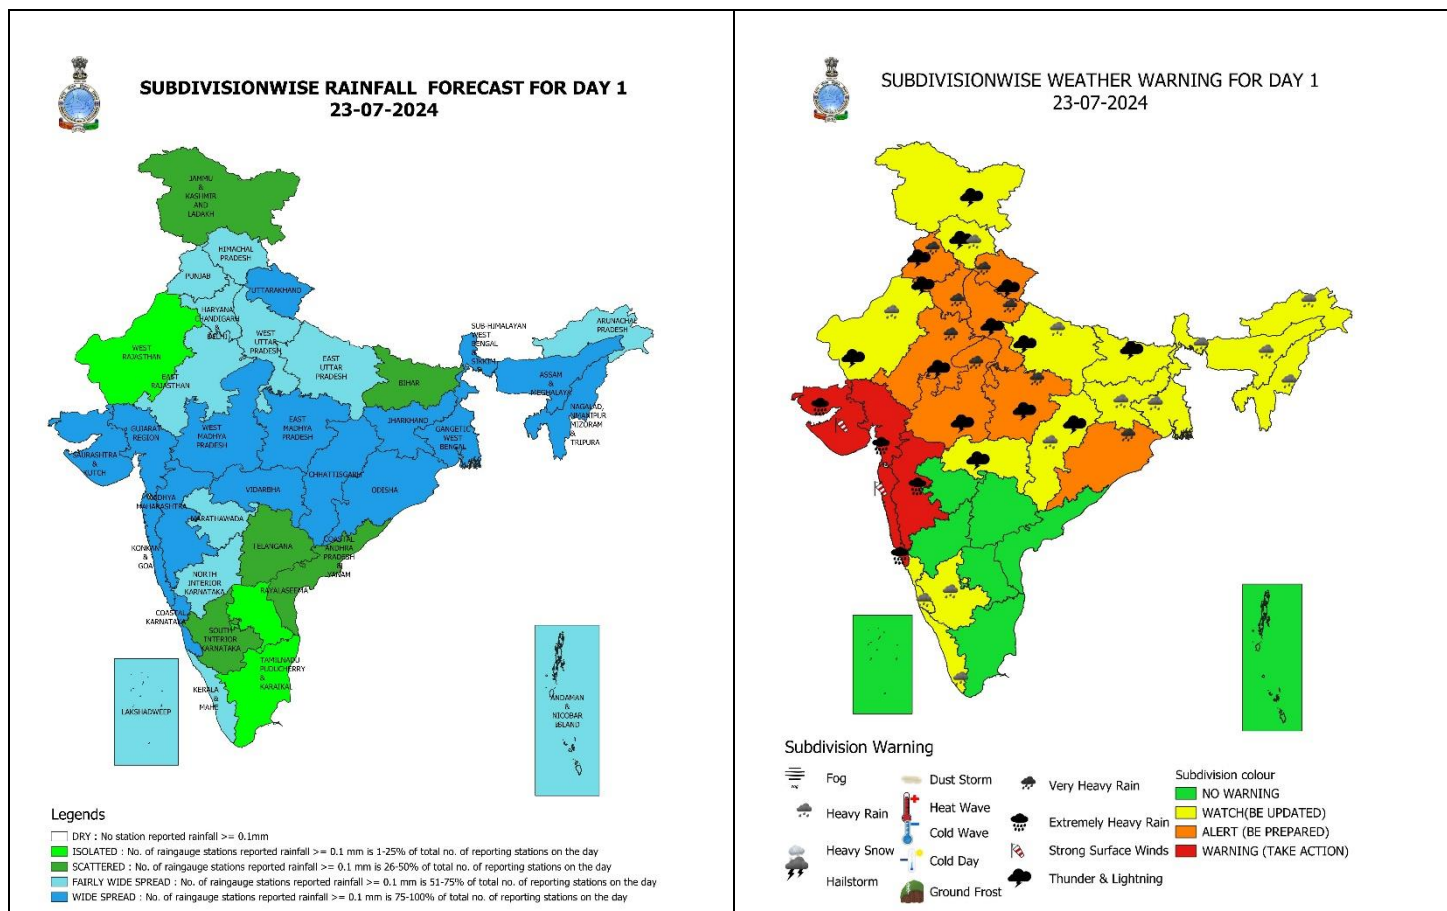 SUBDIVISIONWISE RAINFALL FORECAST FOR DAY 1
23-07-2024
JAMMU
&
KASHMIR
AND
LADAKH
HIMACHAL
PRADESH
PUNJAB
UTTARAKHAND
HARYANA
CHANDIGARH
&
DELHI
WEST
UTTAR
PRADESH
WEST
RAJASTHAN
EAST
RAJASTHAN
EAST
UTTAR
PRADESH
BIHAR
SUB-HIMALAYAN
WEST
BENGAL
&
SIKKIM
ARUNACHAL
PRADESH
ASSAM
&
MEGHALAYA
NAGALAD,
MIZORAM
&
TRIPURA
GUJARAT
REGION
WEST
MADHYA
PRADESH
EAST
MADHYA
PRADESH
JHARKHAND
GANGETIC
WEST
BENGAL
SAURASHTRA
&
KUTCH
CHHATTISGARH
VIDARBHA
ODISHA
MADHYA
MAHARASHTRA
MARATHAWADA
KONKAN
&
GOA
TELANGANA
COASTAL
ANDHRA
PRADESH
&
YANAM
NORTH
INTERIOR
KARNATAKA
RAYALASEEMA
COASTAL
KARNATAKA
SOUTH
INTERIOR
KARNATAKA
TAMILNADU
PUDUCHERRY
&
KARAIKAL
KERALA
&
MAHE
LAKSHADWEEP
ANDAMAN
&
NICOBAR
ISLAND
Legends
DRY : No station reported rainfall >= 0.1mm
ISOLATED : No. of raingauge stations reported rainfall >= 0.1 mm is 1-25% of total no. of reporting stations on the day
SCATTERED : No. of raingauge stations reported rainfall >= 0.1 mm is 26-50% of total no. of reporting stations on the day
FAIRLY WIDE SPREAD : No. of raingauge stations reported rainfall >= 0.1 mm is 51-75% of total no. of reporting stations on the day
WIDE SPREAD : No. of raingauge stations reported rainfall >= 0.1 mm is 75-100% of total no. of reporting stations on the day
SUBDIVISIONWISE WEATHER WARNING FOR DAY 1
23-07-2024
Subdivision Warning
Fog
Heavy Rain
Heavy Snow
Hailstorm
Dust Storm
Heat Wave
Cold Wave
Cold Day
Ground Frost
Very Heavy Rain
Extremely Heavy Rain
Strong Surface Winds
Thunder & Lightning
Subdivision colour
NO WARNING
WATCH(BE UPDATED)
ALERT (BE PREPARED)
WARNING (TAKE ACTION)